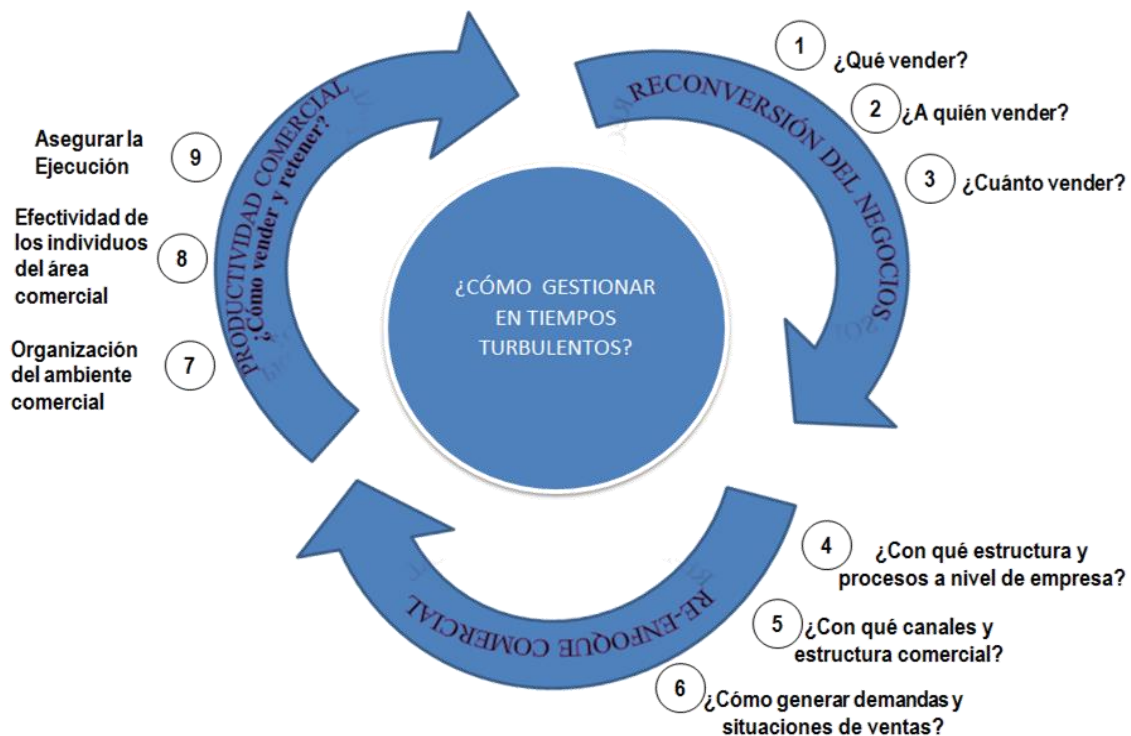 ¿CÓMO GESTIONAR
EN TIEMPOS
TURBULENTOS?
RECONVERSIÓN DEL NEGOCIOS
1
¿Qué vender?
2
¿A quién vender?
3
¿Cuánto vender?
RE-ENFOQUE COMERCIAL
4
¿Con qué estructura y
procesos a nivel de empresa?
5
¿Con qué canales y
estructura comercial?
6
¿Cómo generar demandas y
situaciones de ventas?
PRODUCTIVIDAD COMERCIAL
¿Cómo vender y retener?
7
Organización
del ambiente
comercial
8
Efectividad de
los individuos
del área
comercial
9
Asegurar la
Ejecución